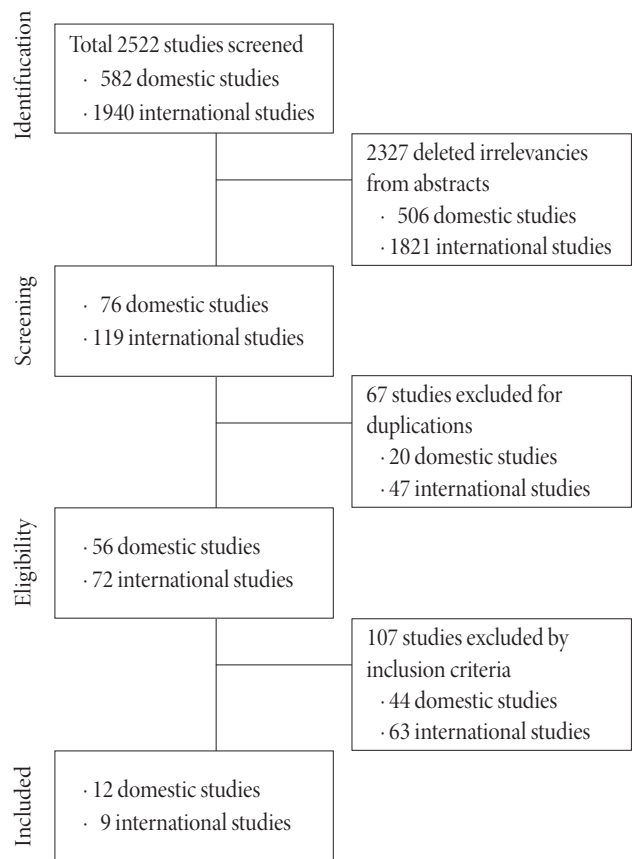 Identifucation
Total 2522 studies screened
· 582 domestic studies
· 1940 international studies
2327 deleted irrelevancies
from abstracts
· 506 domestic studies
· 1821 international studies
Screening
· 76 domestic studies
· 119 international studies
67 studies excluded for
duplications
· 20 domestic studies
· 47 international studies
Eligibility
· 56 domestic studies
· 72 international studies
107 studies excluded by
inclusion criteria
· 44 domestic studies
· 63 international studies
Included
· 12 domestic studies
· 9 international studies